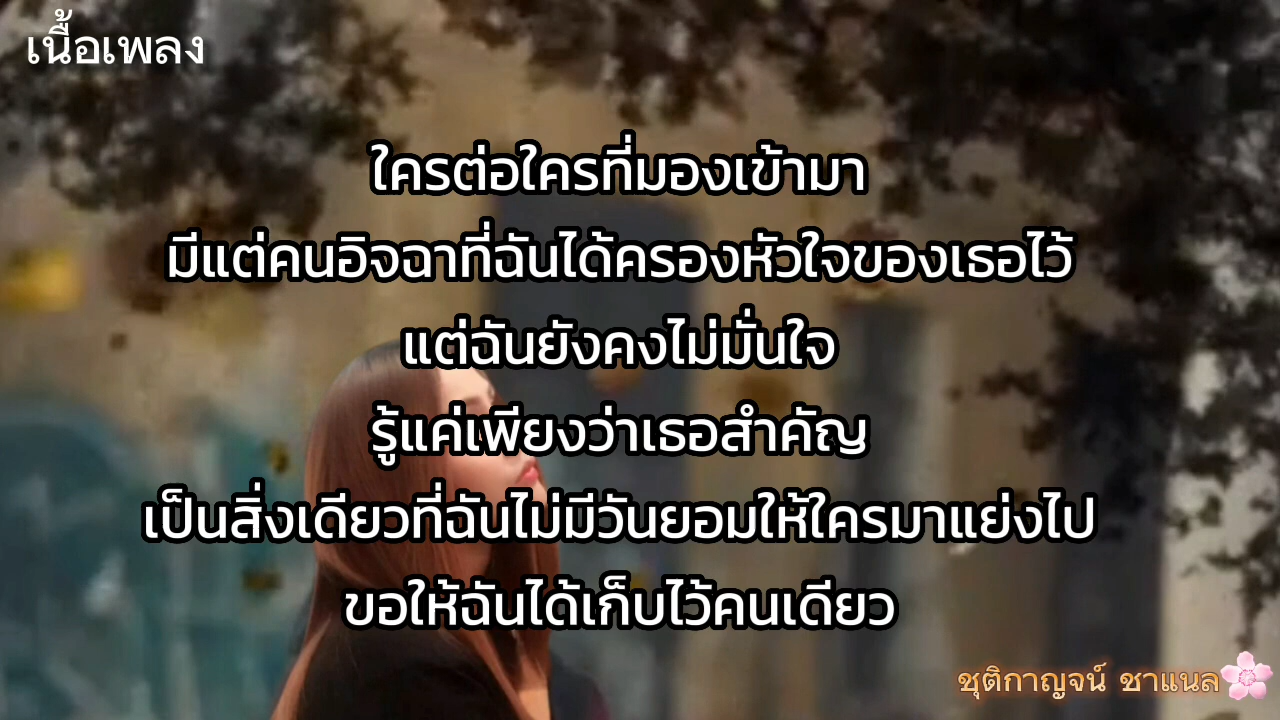 เนื้อเพลง
ใครต่อใครที่มองเข้ามา
มีแต่คนอิจฉาที่ฉันได้ครองหัวใจของเธอไว้
แต่ฉันยังคงไม่มั่นใจ
รู้แค่เพียงว่าเธอสำคัญ
เป็นสิ่งเดียวที่ฉันไม่มีวันยอมให้ใครมาแย่งไป
ขอให้ฉันได้เก็บไว้คนเดียว
ชุติกาญจน์ ชาแนล